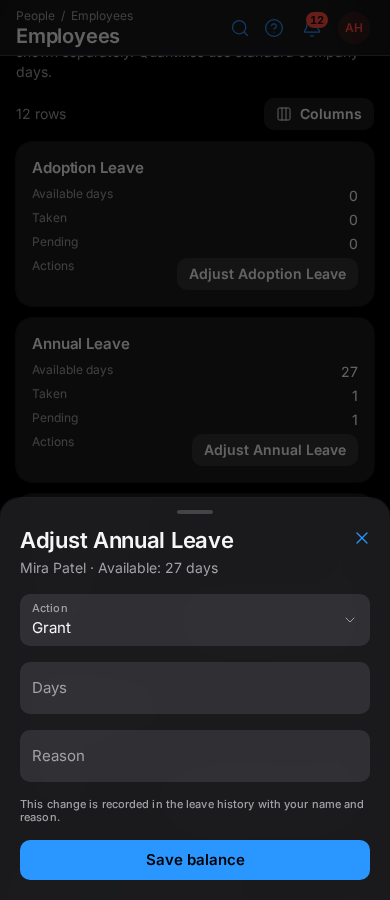 People / Employees
Employees
12
AH
days.
12 rows
Columns
Adoption Leave
Available days 0
Taken 0
Pending 0
Actions Adjust Adoption Leave
Annual Leave
Available days 27
Taken 1
Pending 1
Actions Adjust Annual Leave
Adjust Annual Leave
Mira Patel · Available: 27 days
Action
Grant
Days
Reason
This change is recorded in the leave history with your name and
reason.
Save balance